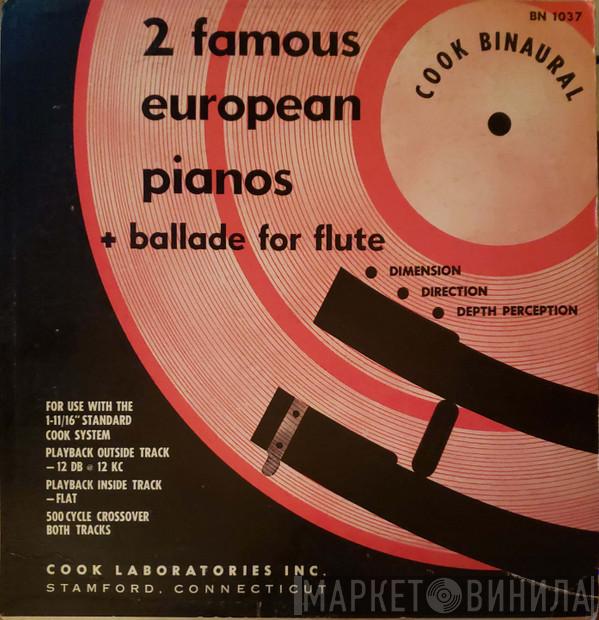 BN 1037
COOK BINAURAL
2 famous
european
pianos
+ ballade for flute
● DIMENSION
● DIRECTION
● DEPTH PERCEPTION
FOR USE WITH THE
1-11/16" STANDARD
COOK SYSTEM
PLAYBACK OUTSIDE TRACK
– 12 DB @ 12 KC
PLAYBACK INSIDE TRACK
– FLAT
500 CYCLE CROSSOVER
BOTH TRACKS
COOK LABORATORIES INC.
STAMFORD, CONNECTICUT
МАРКЕТ ВИНИЛА